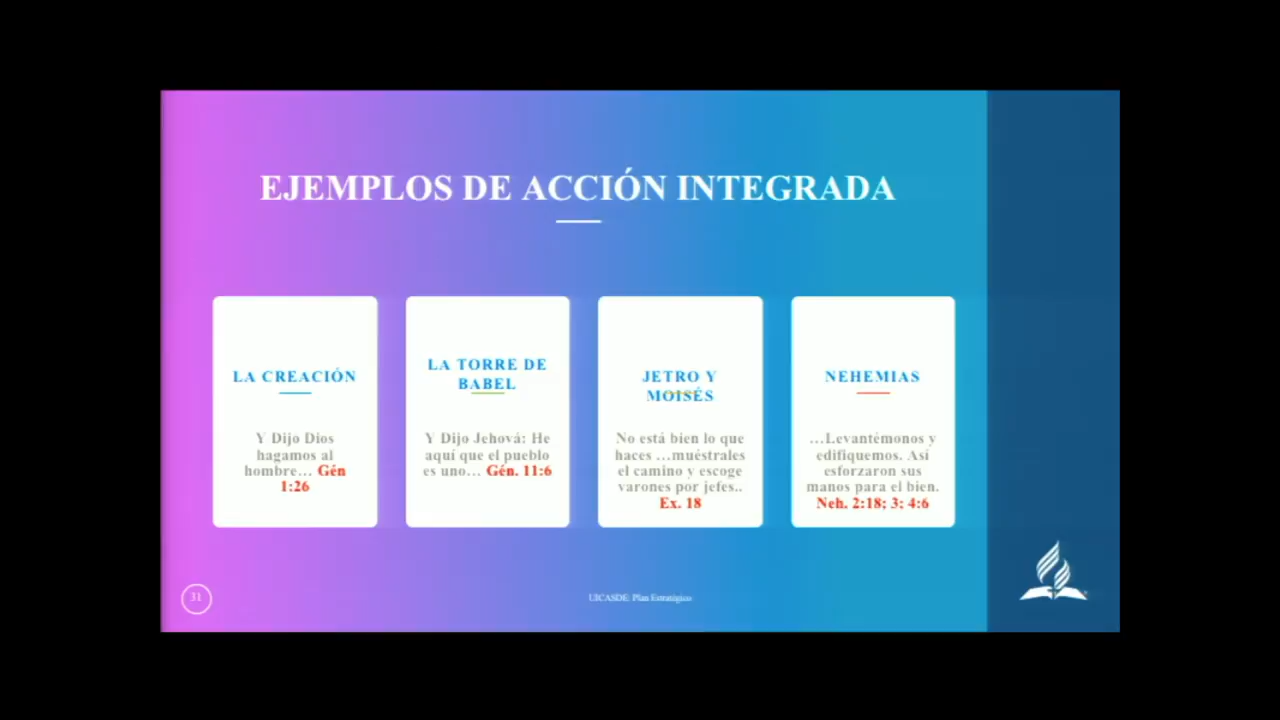 EJEMPLOS DE ACCIÓN INTEGRADA
LA CREACIÓN
Y Dijo Dios
hagamos al
hombre... Gén
1:26
LA TORRE DE
BABEL
Y Dijo Jehová: He
aquí que el pueblo
es uno... Gén. 11:6
JETRO Y
MOISÉS
No está bien lo que
haces ...muéstrales
el camino y escoge
varones por jefes..
Ex. 18
NEHEMIAS
...Levantémonos y
edifiquemos. Así
esforzaron sus
manos para el bien.
Neh. 2:18; 3; 4:6
31
UICASDE: Plan Estratégico